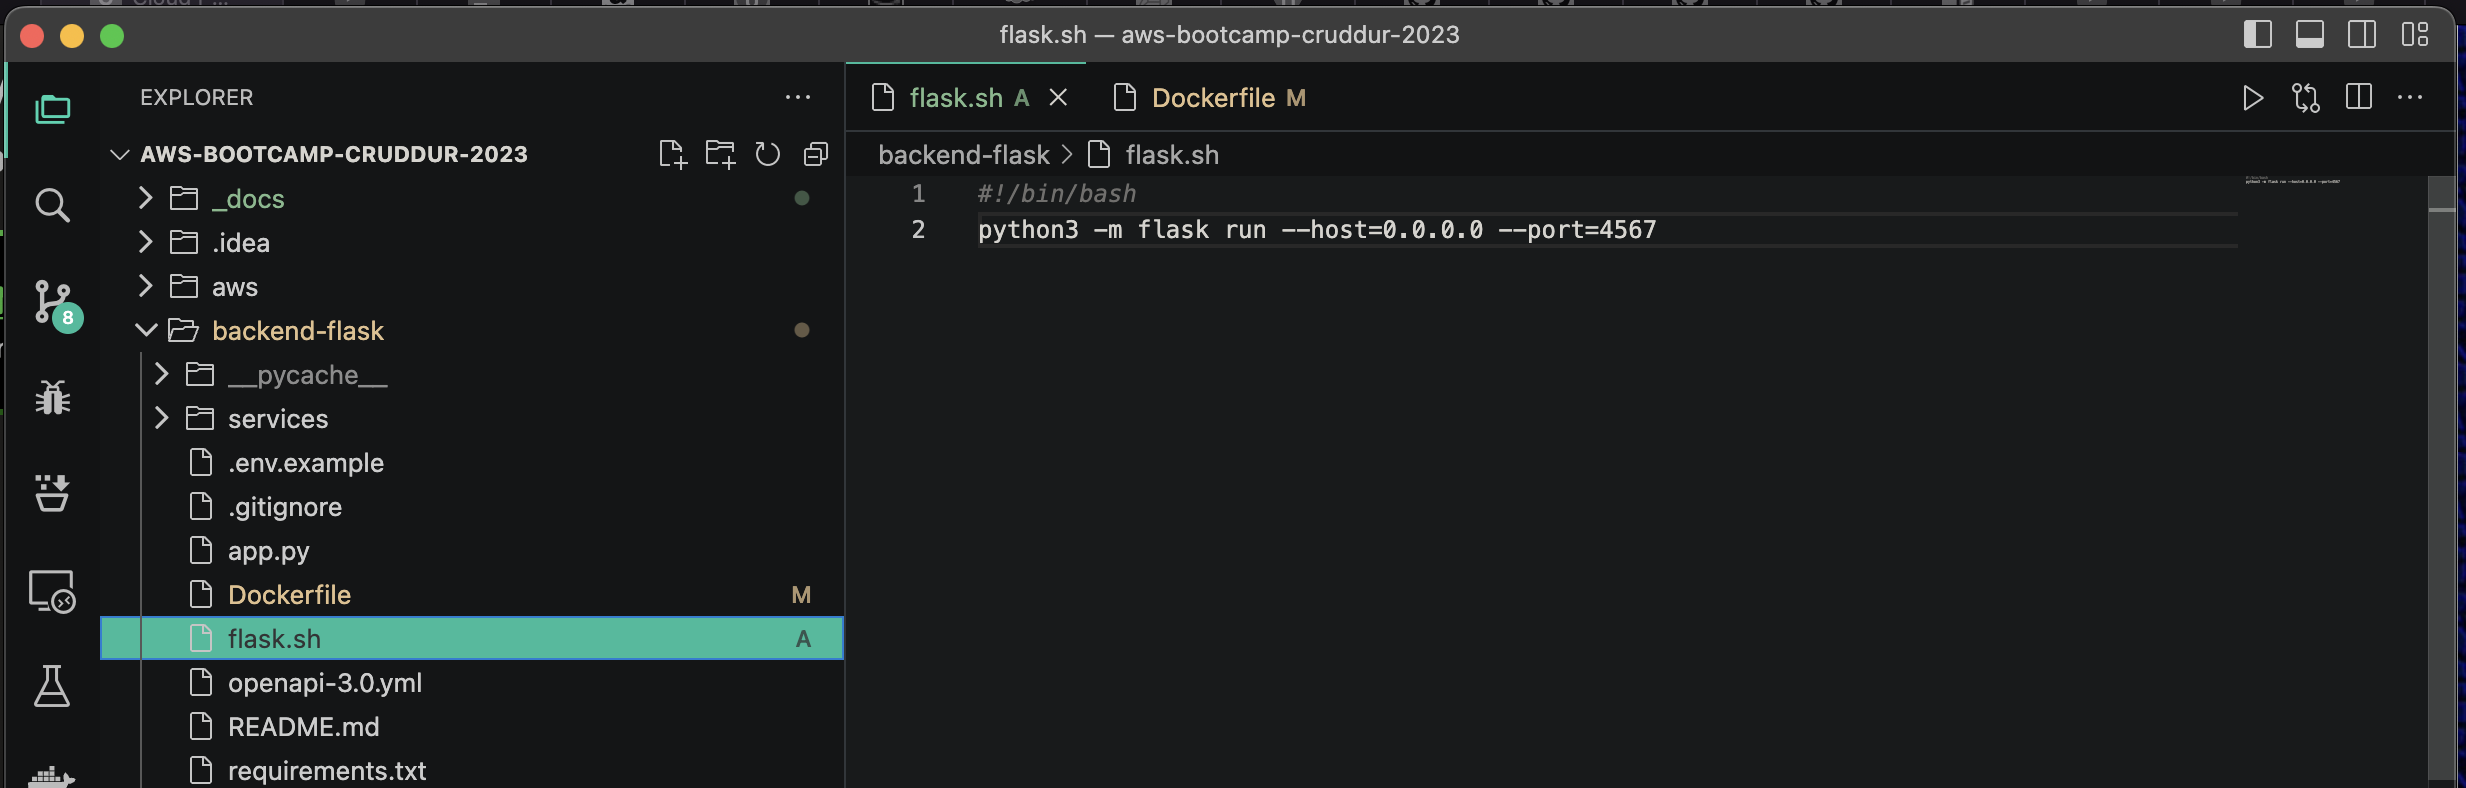 flask.sh — aws-bootcamp-cruddur-2023
EXPLORER
AWS-BOOTCAMP-CRUDDUR-2023
_docs
.idea
aws
backend-flask
__pycache__
services
.env.example
.gitignore
app.py
Dockerfile M
flask.sh A
openapi-3.0.yml
README.md
requirements.txt
8
flask.sh A
Dockerfile M
backend-flask > flask.sh
1 #!/bin/bash
2 python3 -m flask run --host=0.0.0.0 --port=4567